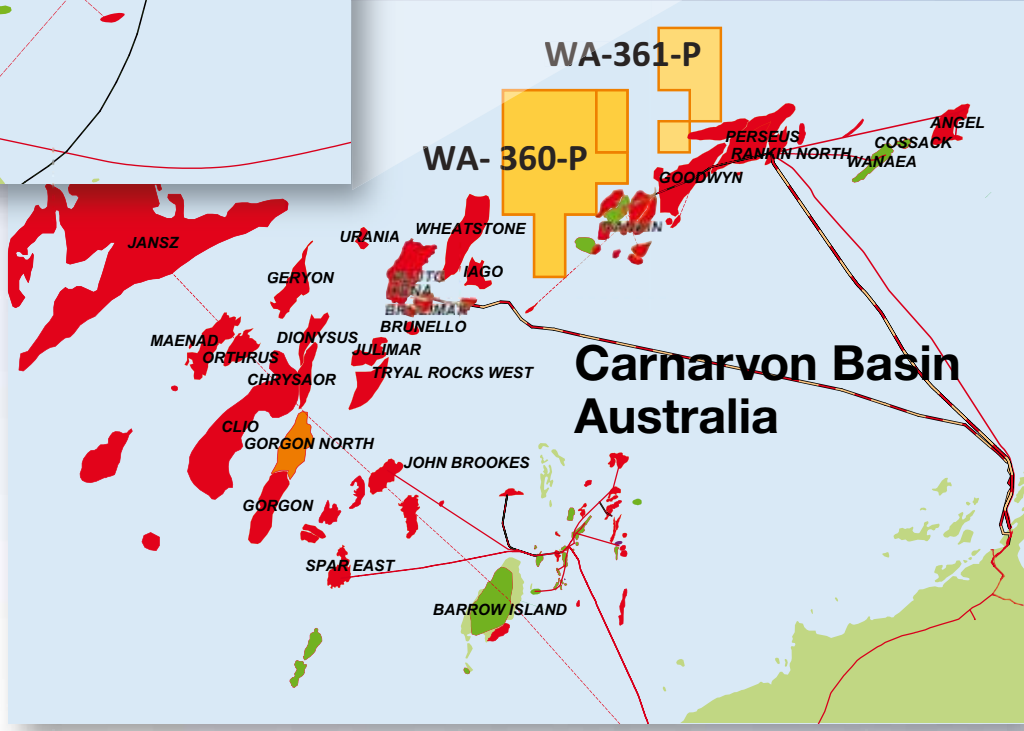 WA-361-P
WA- 360-P
ANGEL
PERSEUS
COSSACK
RANKIN NORTH
WANAEA
GOODWYN
JANSZ
URANIA
WHEATSTONE
GERYON
IAGO
BRUNELLO
MAENAD
DIONYSUS
ORTHRUS
JULIMAR
CHRYSAOR
TRYAL ROCKS WEST
Carnarvon Basin
Australia
CLIO
GORGON NORTH
JOHN BROOKES
GORGON
SPAR EAST
BARROW ISLAND